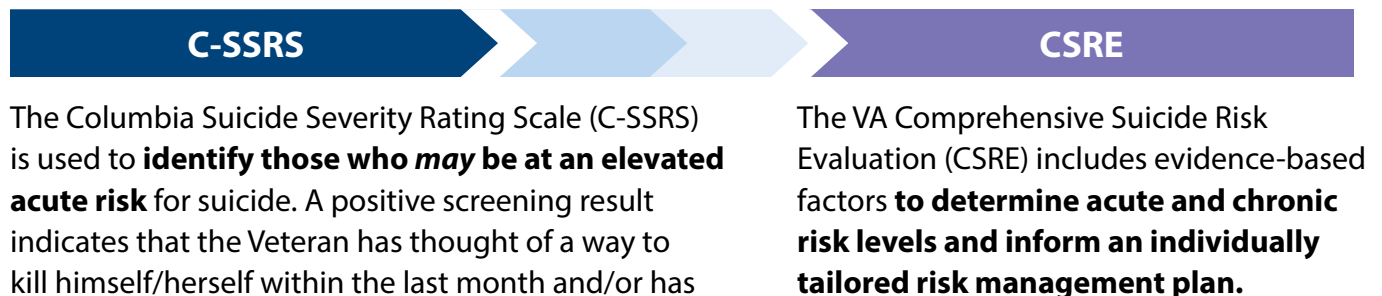 C-SSRS
The Columbia Suicide Severity Rating Scale (C-SSRS)
is used to identify those who may be at an elevated
acute risk for suicide. A positive screening result
indicates that the Veteran has thought of a way to
kill himself/herself within the last month and/or has
CSRE
The VA Comprehensive Suicide Risk
Evaluation (CSRE) includes evidence-based
factors to determine acute and chronic
risk levels and inform an individually
tailored risk management plan.